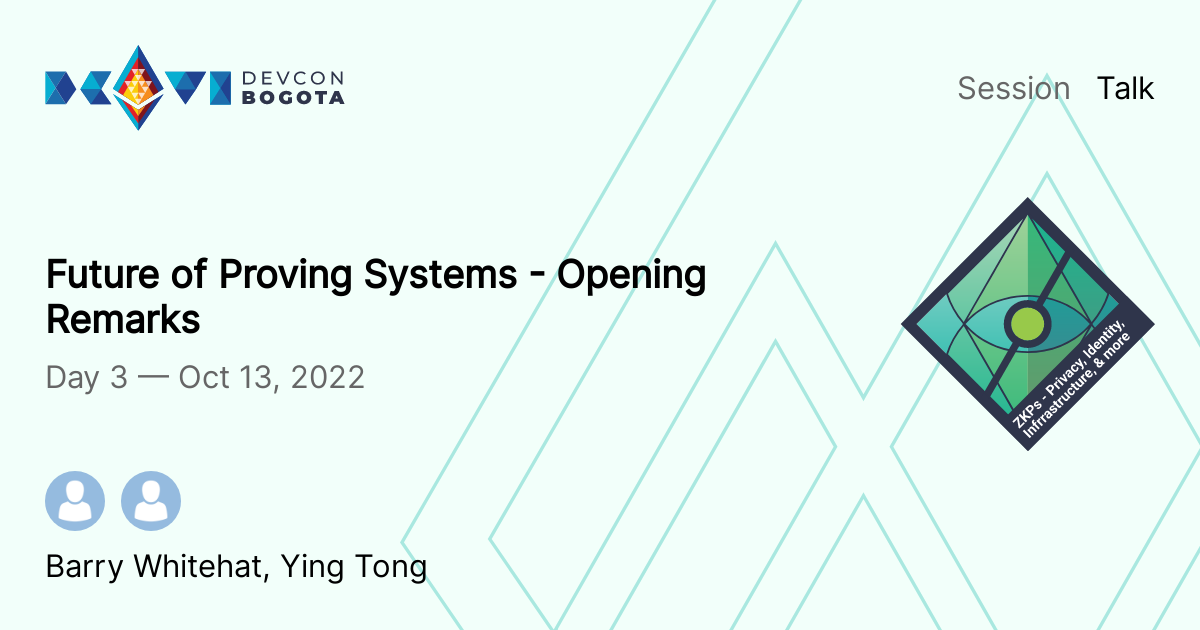 DEVCON
BOGOTA
Session Talk
Future of Proving Systems - Opening
Remarks
Day 3 — Oct 13, 2022
ZKPs - Privacy, Identity,
Infrrastructure, & more
Barry Whitehat, Ying Tong